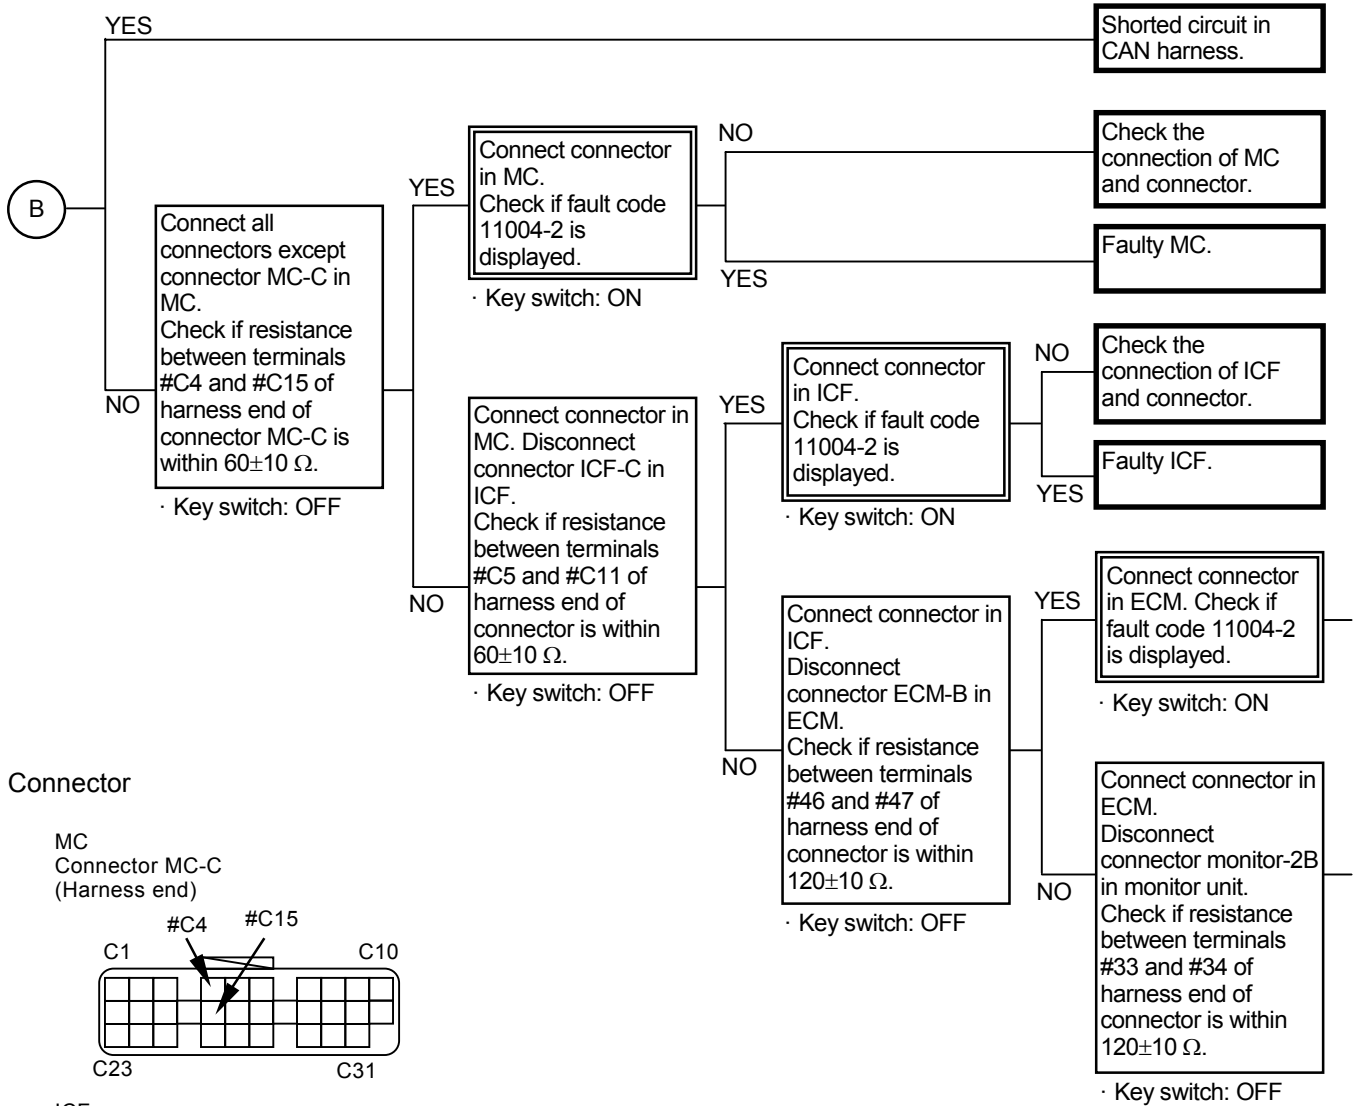 YES
Shorted circuit in
CAN harness.
B
NO
Connect all
connectors except
connector MC-C in
MC.
Check if resistance
between terminals
#C4 and #C15 of
harness end of
connector MC-C is
within 60±10 Ω.
· Key switch: OFF
YES
Connect connector
in MC.
Check if fault code
11004-2 is
displayed.
· Key switch: ON
NO
Check the
connection of MC
and connector.
YES
Faulty MC.
NO
Connect connector in
MC. Disconnect
connector ICF-C in
ICF.
Check if resistance
between terminals
#C5 and #C11 of
harness end of
connector is within
60±10 Ω.
· Key switch: OFF
YES
Connect connector
in ICF.
Check if fault code
11004-2 is
displayed.
· Key switch: ON
NO
Check the
connection of ICF
and connector.
YES
Faulty ICF.
NO
Connect connector in
ICF.
Disconnect
connector ECM-B in
ECM.
Check if resistance
between terminals
#46 and #47 of
harness end of
connector is within
120±10 Ω.
· Key switch: OFF
YES
Connect connector
in ECM. Check if
fault code 11004-2
is displayed.
· Key switch: ON
NO
Connect connector in
ECM.
Disconnect
connector monitor-2B
in monitor unit.
Check if resistance
between terminals
#33 and #34 of
harness end of
connector is within
120±10 Ω.
· Key switch: OFF
Connector
MC
Connector MC-C
(Harness end)
#C4 #C15
C1 C10
C23 C31